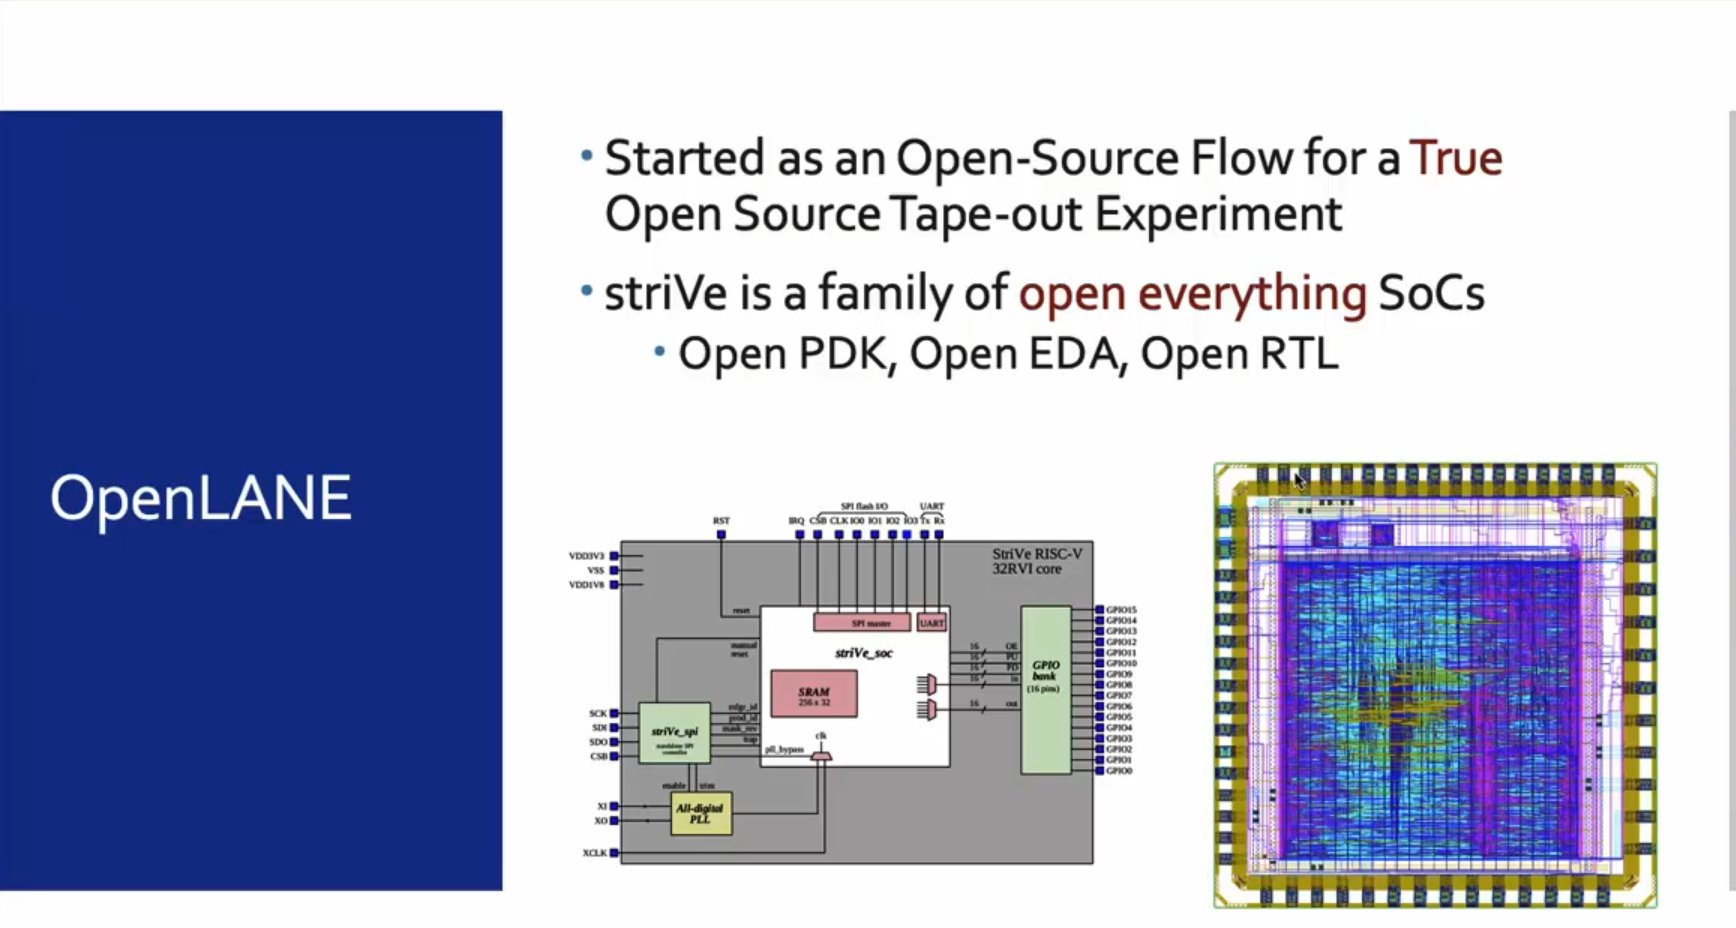 OpenLANE
• Started as an Open-Source Flow for a True
Open Source Tape-out Experiment
• striVe is a family of open everything SoCs
• Open PDK, Open EDA, Open RTL
SPI flash I/O
UART
RST
IRQ
CSB
CLK
IO0
IO1
IO2
IO3
Tx
Rx
VDD3V3
VSS
VDD1V8
StriVe RISC-V
32RVI core
reset
SPI master
UART
manual
reset
striVe_soc
16
OE
16
PU
16
PD
16
in
16
out
SRAM
256 x 32
GPIO
bank
(16 pins)
GPIO15
GPIO14
GPIO13
GPIO12
GPIO11
GPIO10
GPIO9
GPIO8
GPIO7
GPIO6
GPIO5
GPIO4
GPIO3
GPIO2
GPIO1
GPIO0
SCK
SDI
SDO
CSB
striVe_spi
standalone SPI
controller
mfgr_id
prod_id
mask_rev
trap
clk
pll_bypass
enable
trim
XI
XO
All-digital
PLL
XCLK